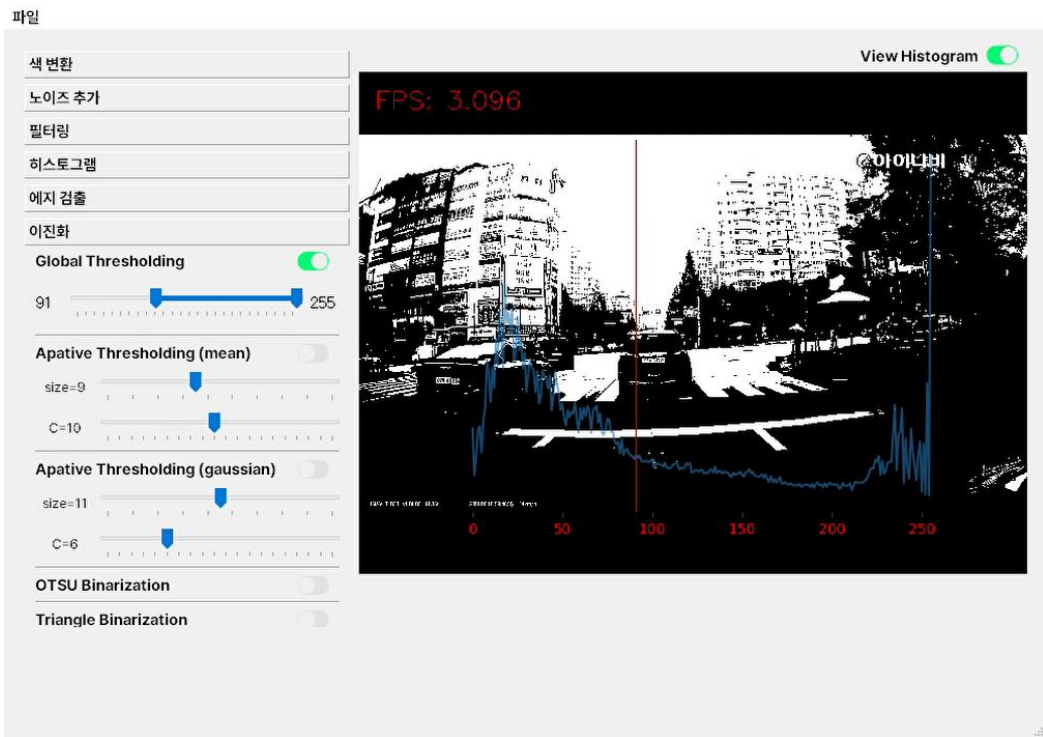 파일
색 변환
노이즈 추가
필터링
히스토그램
에지 검출
이진화
Global Thresholding
91 255
Apative Thresholding (mean)
size=9
C=10
Apative Thresholding (gaussian)
size=11
C=6
OTSU Binarization
Triangle Binarization
View Histogram
FPS: 3.096
아이나비
0 50 100 150 200 250